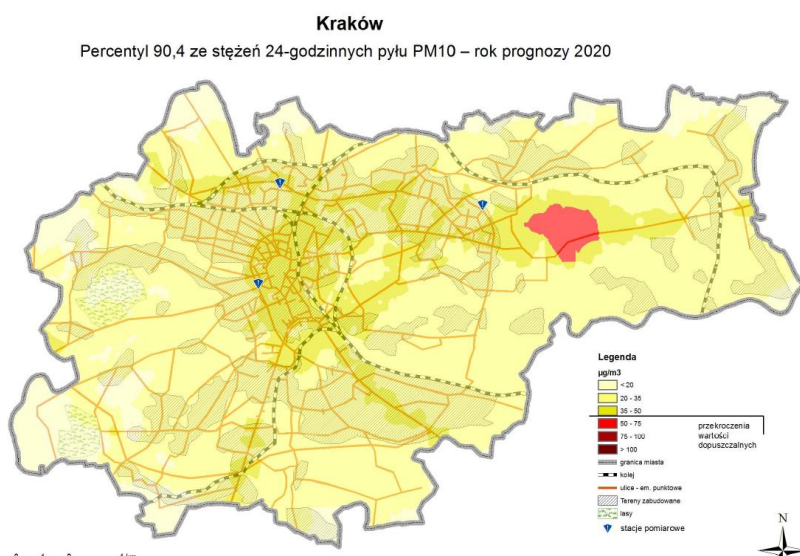 Kraków
Percentyl 90,4 ze stężeń 24-godzinnych pyłu PM10 – rok prognozy 2020
Legenda
µg/m3
< 20
20 - 35
35 - 50
50 - 75
75 - 100
> 100
przekroczenia
wartości
dopuszczalnych
granica miasta
kolej
ulice - em. punktowe
Tereny zabudowane
lasy
stacje pomiarowe
N